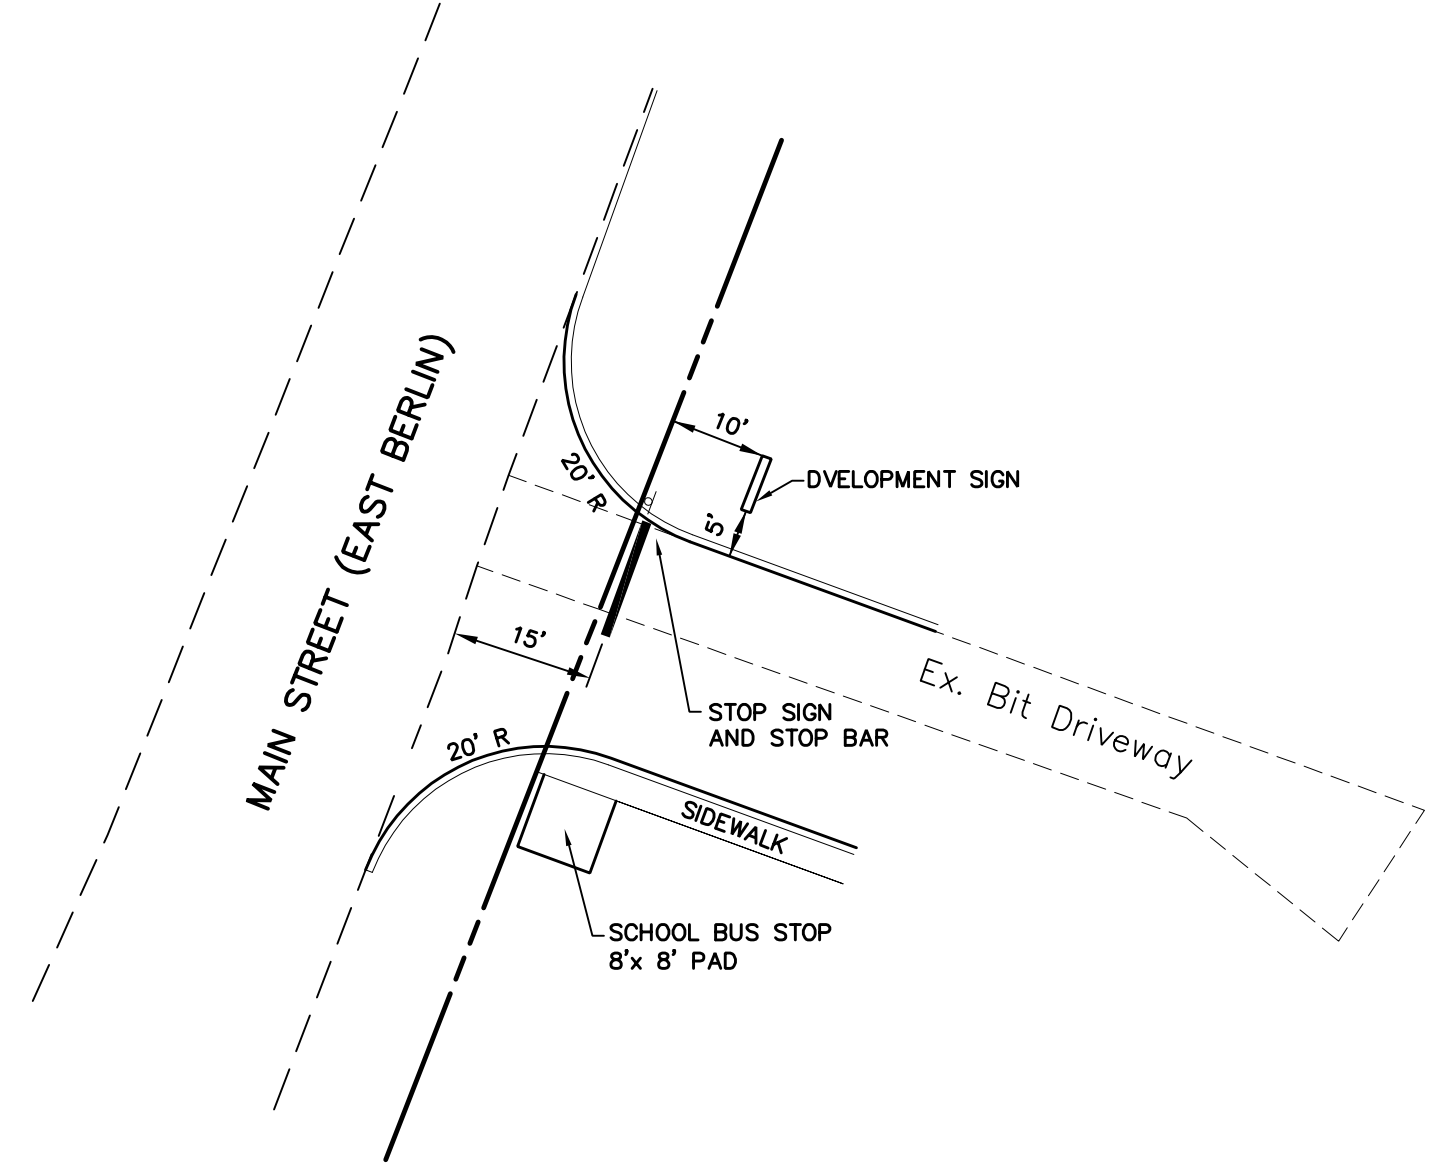 MAIN STREET (EAST BERLIN)
10'
20' R
DVELOPMENT SIGN
5'
15'
Ex. Bit Driveway
STOP SIGN
AND STOP BAR
20' R
SIDEWALK
SCHOOL BUS STOP
8'x 8' PAD